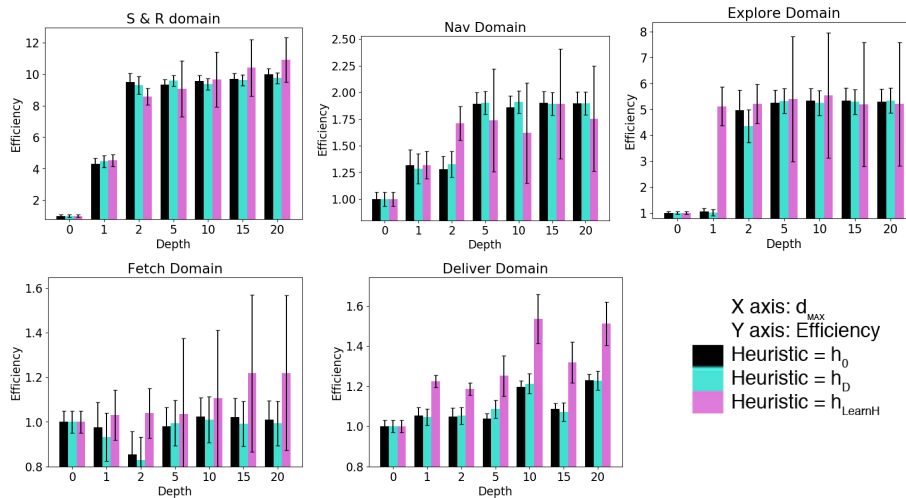 S & R domain
Efficiency
12
10
8
6
4
2
0 1 2 5 10 15 20
Depth
Nav Domain
Efficiency
2.50
2.25
2.00
1.75
1.50
1.25
1.00
0 1 2 5 10 15 20
Depth
Explore Domain
Efficiency
8
7
6
5
4
3
2
1
0 1 2 5 10 15 20
Depth
Fetch Domain
Efficiency
1.6
1.4
1.2
1.0
0.8
0 1 2 5 10 15 20
Depth
Deliver Domain
Efficiency
1.6
1.4
1.2
1.0
0.8
0 1 2 5 10 15 20
Depth
X axis: d_MAX
Y axis: Efficiency
Heuristic = h_0
Heuristic = h_D
Heuristic = h_LearnH